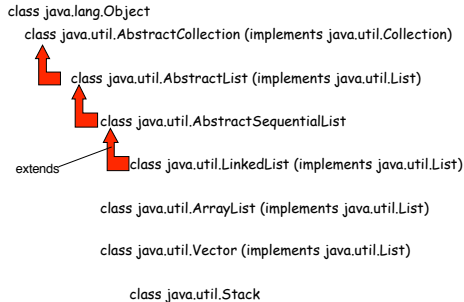 class java.lang.Object
class java.util.AbstractCollection (implements java.util.Collection)
class java.util.AbstractList (implements java.util.List)
class java.util.AbstractSequentialList
extends
class java.util.LinkedList (implements java.util.List)
class java.util.ArrayList (implements java.util.List)
class java.util.Vector (implements java.util.List)
class java.util.Stack